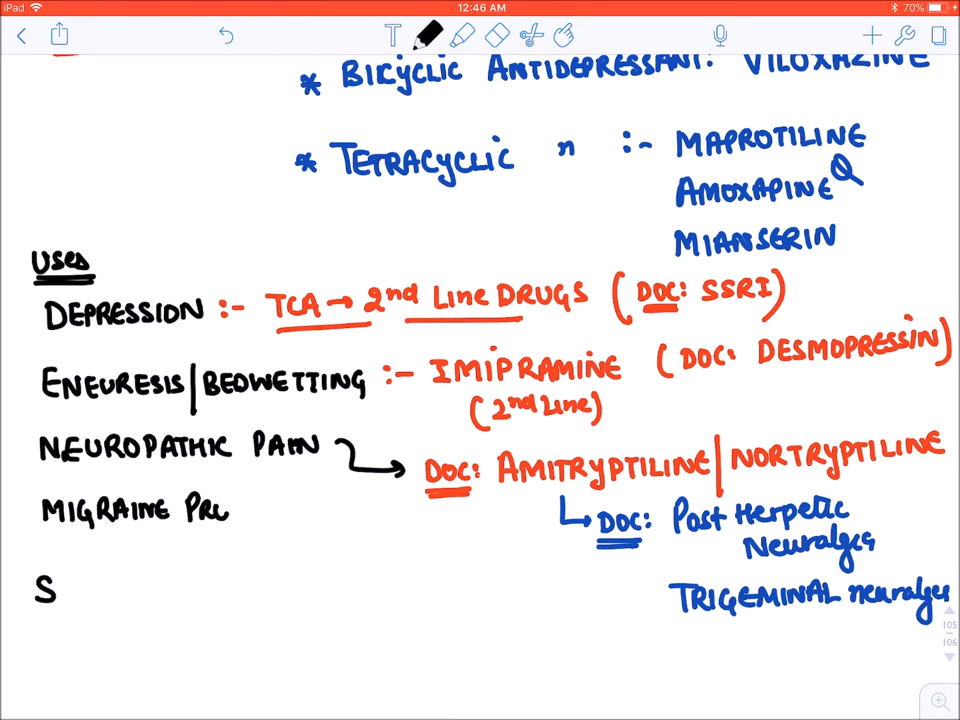 iPad 12:46 AM 70%
T
* BICYCLIC ANTIDEPRESSANT: VILOXAZINE
* TETRACYCLIC " :- MAPROTILINE
AMOXAPINE Q
MIANSERIN
Uses
DEPRESSION :- TCA → 2nd Line DRUGS (DOC: SSRI)
ENEURESIS | BEDWETTING :- IMIPRAMINE (DOC: DESMOPRESSIN)
(2nd Line)
NEUROPATHIC PAIN → DOC: AMITRYPTILINE | NORTRYPTILINE
MIGRAINE PRO
↳ DOC: Post Herpetic
Neuralgia
S
TRIGEMINAL neuralgia
105
106